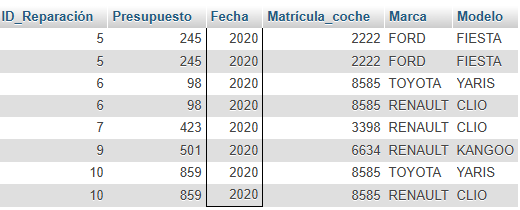 ID_Reparación Presupuesto Fecha Matrícula_coche Marca Modelo
5 245 2020 2222 FORD FIESTA
5 245 2020 2222 FORD FIESTA
6 98 2020 8585 TOYOTA YARIS
6 98 2020 8585 RENAULT CLIO
7 423 2020 3398 RENAULT CLIO
9 501 2020 6634 RENAULT KANGOO
10 859 2020 8585 TOYOTA YARIS
10 859 2020 8585 RENAULT CLIO